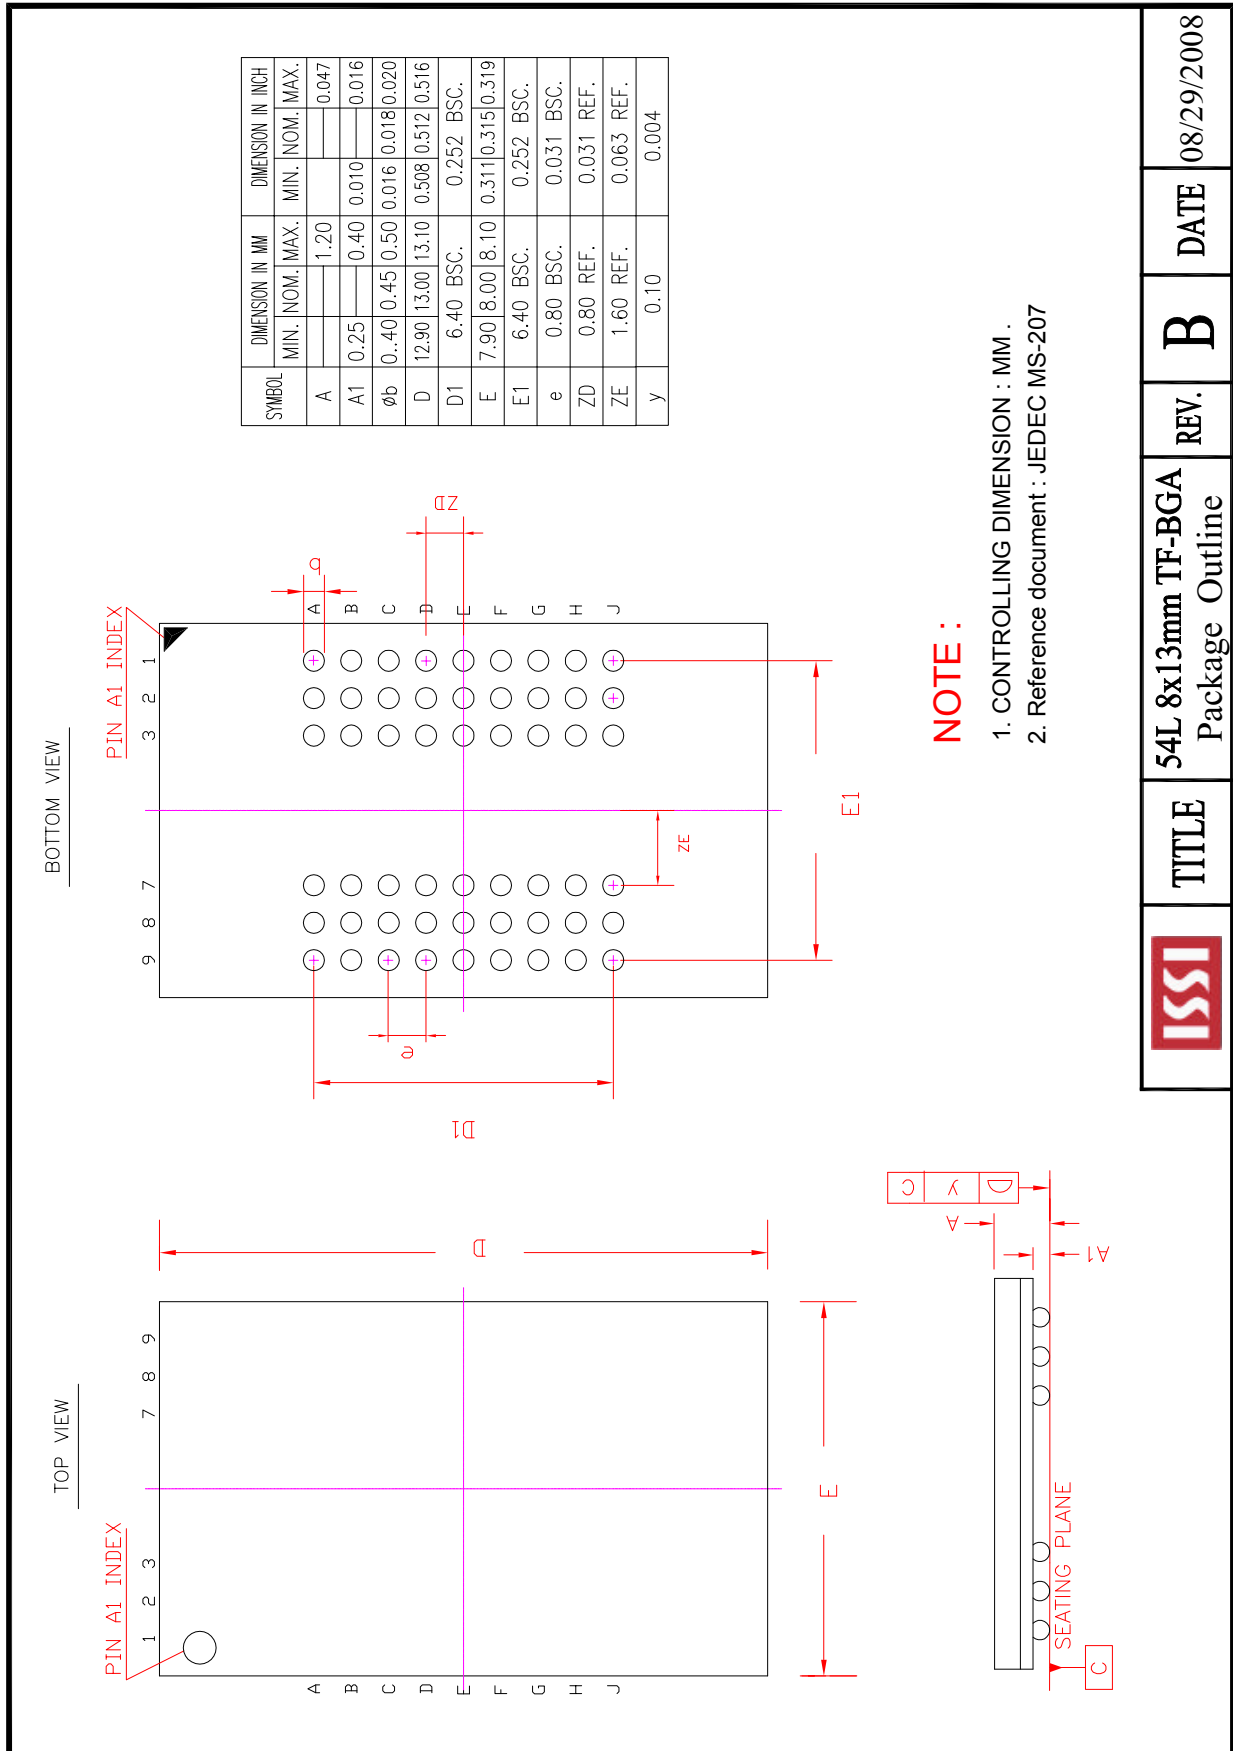 TOP VIEW
PIN A1 INDEX
1 2 3 7 8 9
A
B
C
D
E
F
G
H
J
D
E
BOTTOM VIEW
PIN A1 INDEX
9 8 7 3 2 1
A
B
C
D
E
F
G
H
J
b
ZD
e
D1
ZE
E1
SYMBOL DIMENSION IN MM DIMENSION IN INCH
MIN. NOM. MAX. MIN. NOM. MAX.
A 1.20 0.047
A1 0.25 0.40 0.010 0.016
øb 0..40 0.45 0.50 0.016 0.018 0.020
D 12.90 13.00 13.10 0.508 0.512 0.516
D1 6.40 BSC. 0.252 BSC.
E 7.90 8.00 8.10 0.311 0.315 0.319
E1 6.40 BSC. 0.252 BSC.
e 0.80 BSC. 0.031 BSC.
ZD 0.80 REF. 0.031 REF.
ZE 1.60 REF. 0.063 REF.
y 0.10 0.004
C y D
A
A1
SEATING PLANE
C
NOTE :
1. CONTROLLING DIMENSION : MM .
2. Reference document : JEDEC MS-207
ISSI
TITLE
54L 8x13mm TF-BGA
Package Outline
REV.
B
DATE
08/29/2008